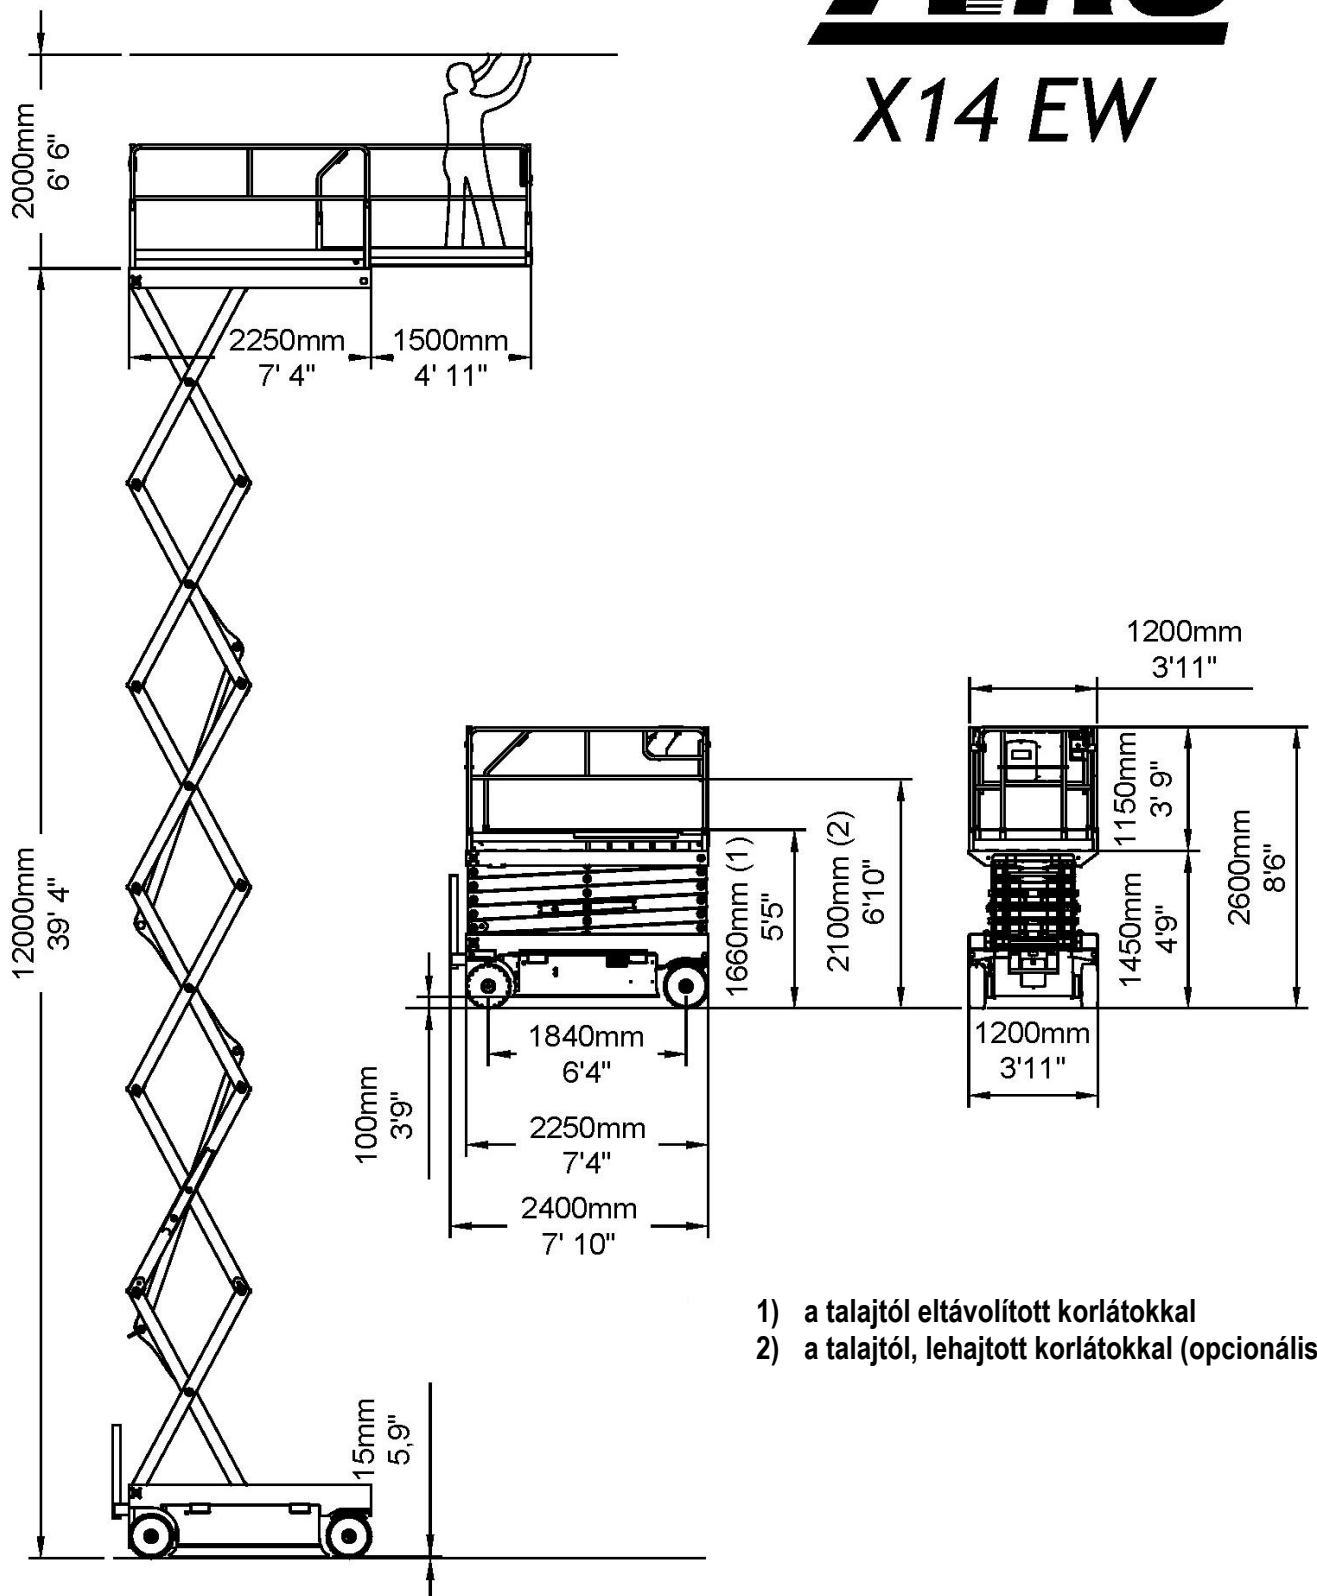 X14 EW
2000mm
6' 6"
2250mm
7' 4"
1500mm
4' 11"
12000mm
39' 4"
1200mm
3'11"
1150mm
3' 9"
2600mm
8'6"
1450mm
4'9"
1660mm (1)
5'5"
2100mm (2)
6'10"
1840mm
6'4"
1200mm
3'11"
100mm
3'9"
2250mm
7'4"
2400mm
7' 10"
1) a talajtól eltávolított korlátokkal
2) a talajtól, lehajtott korlátokkal (opcionális
15mm
5,9"